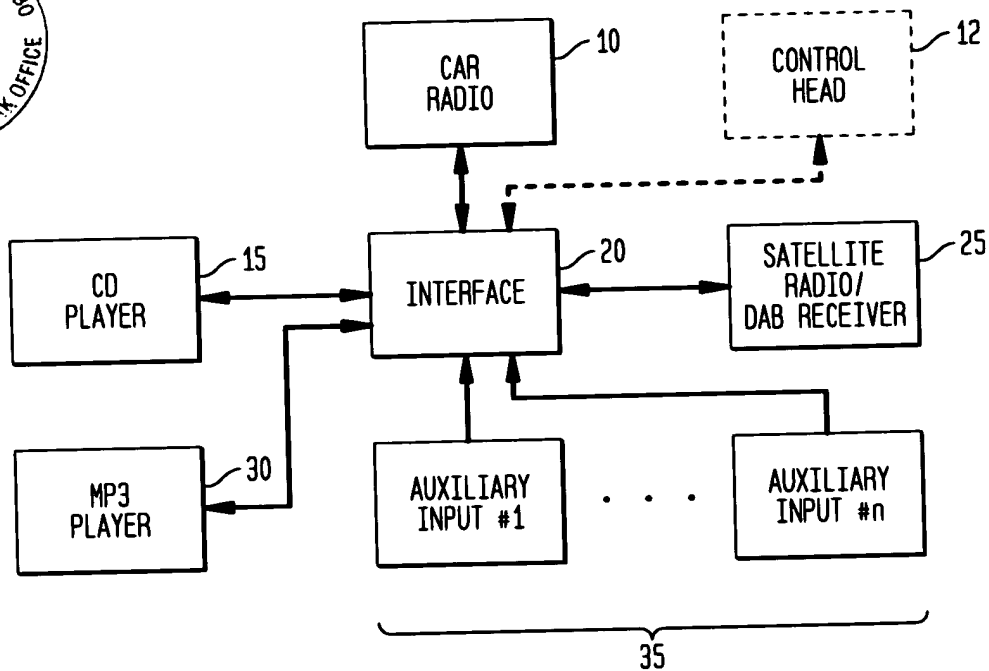 OFFICE
CAR
RADIO
10
CONTROL
HEAD
12
CD
PLAYER
15
INTERFACE
20
SATELLITE
RADIO/
DAB RECEIVER
25
MP3
PLAYER
30
AUXILIARY
INPUT #1
. . .
AUXILIARY
INPUT #n
35